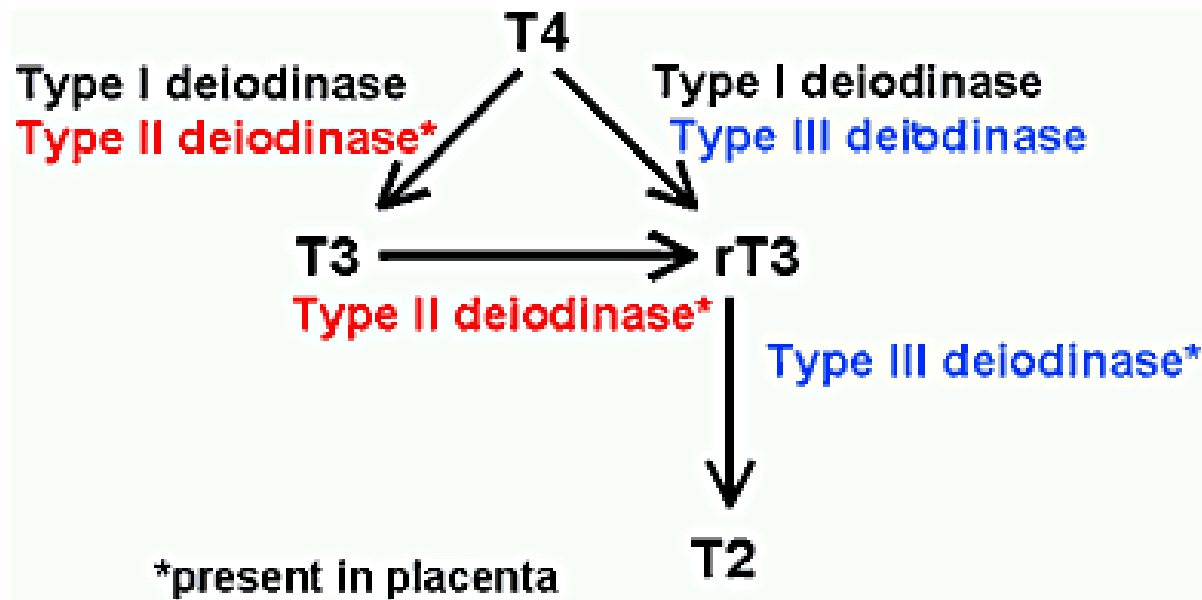 T4
Type I deiodinase
Type II deiodinase*
Type I deiodinase
Type III deiodinase
T3
rT3
Type II deiodinase*
Type III deiodinase*
T2
*present in placenta